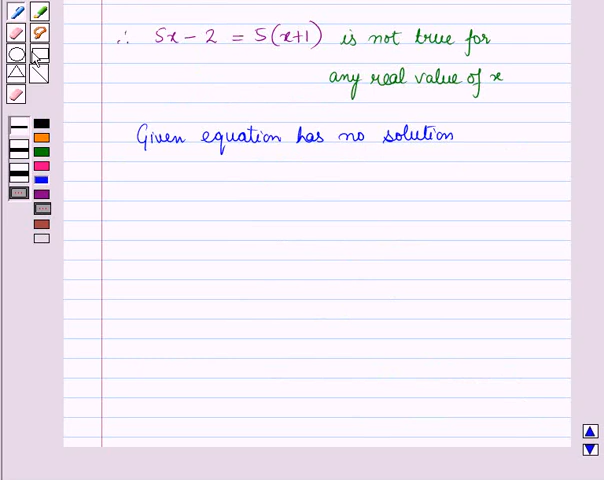 ∴ 5x - 2 = 5(x+1) is not true for
any real value of x
Given equation has no solution